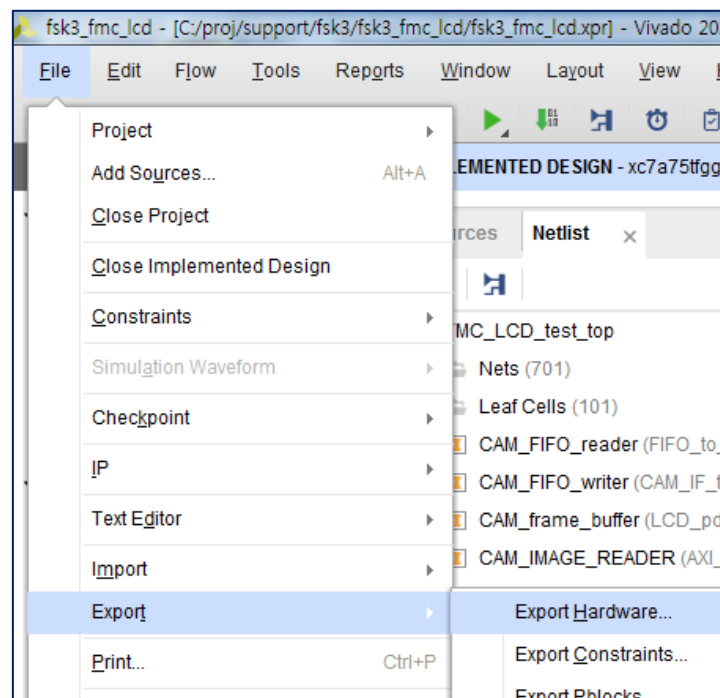 fsk3_fmc_lcd - [C:/proj/support/fsk3/fsk3_fmc_lcd/fsk3_fmc_lcd.xpr] - Vivado 20
File Edit Flow Tools Reports Window Layout View
Project
Add Sources... Alt+A
EMENTED DESIGN - xc7a75tfgg
Close Project
rces Netlist
Close Implemented Design
Constraints
MC_LCD_test_top
Simulation Waveform
Nets (701)
Checkpoint
Leaf Cells (101)
CAM_FIFO_reader (FIFO_to_
IP
CAM_FIFO_writer (CAM_IF_t
Text Editor
CAM_frame_buffer (LCD_pd
Import
CAM_IMAGE_READER (AXI_
Export
Export Hardware...
Print... Ctrl+P
Export Constraints...
Export Pblocks